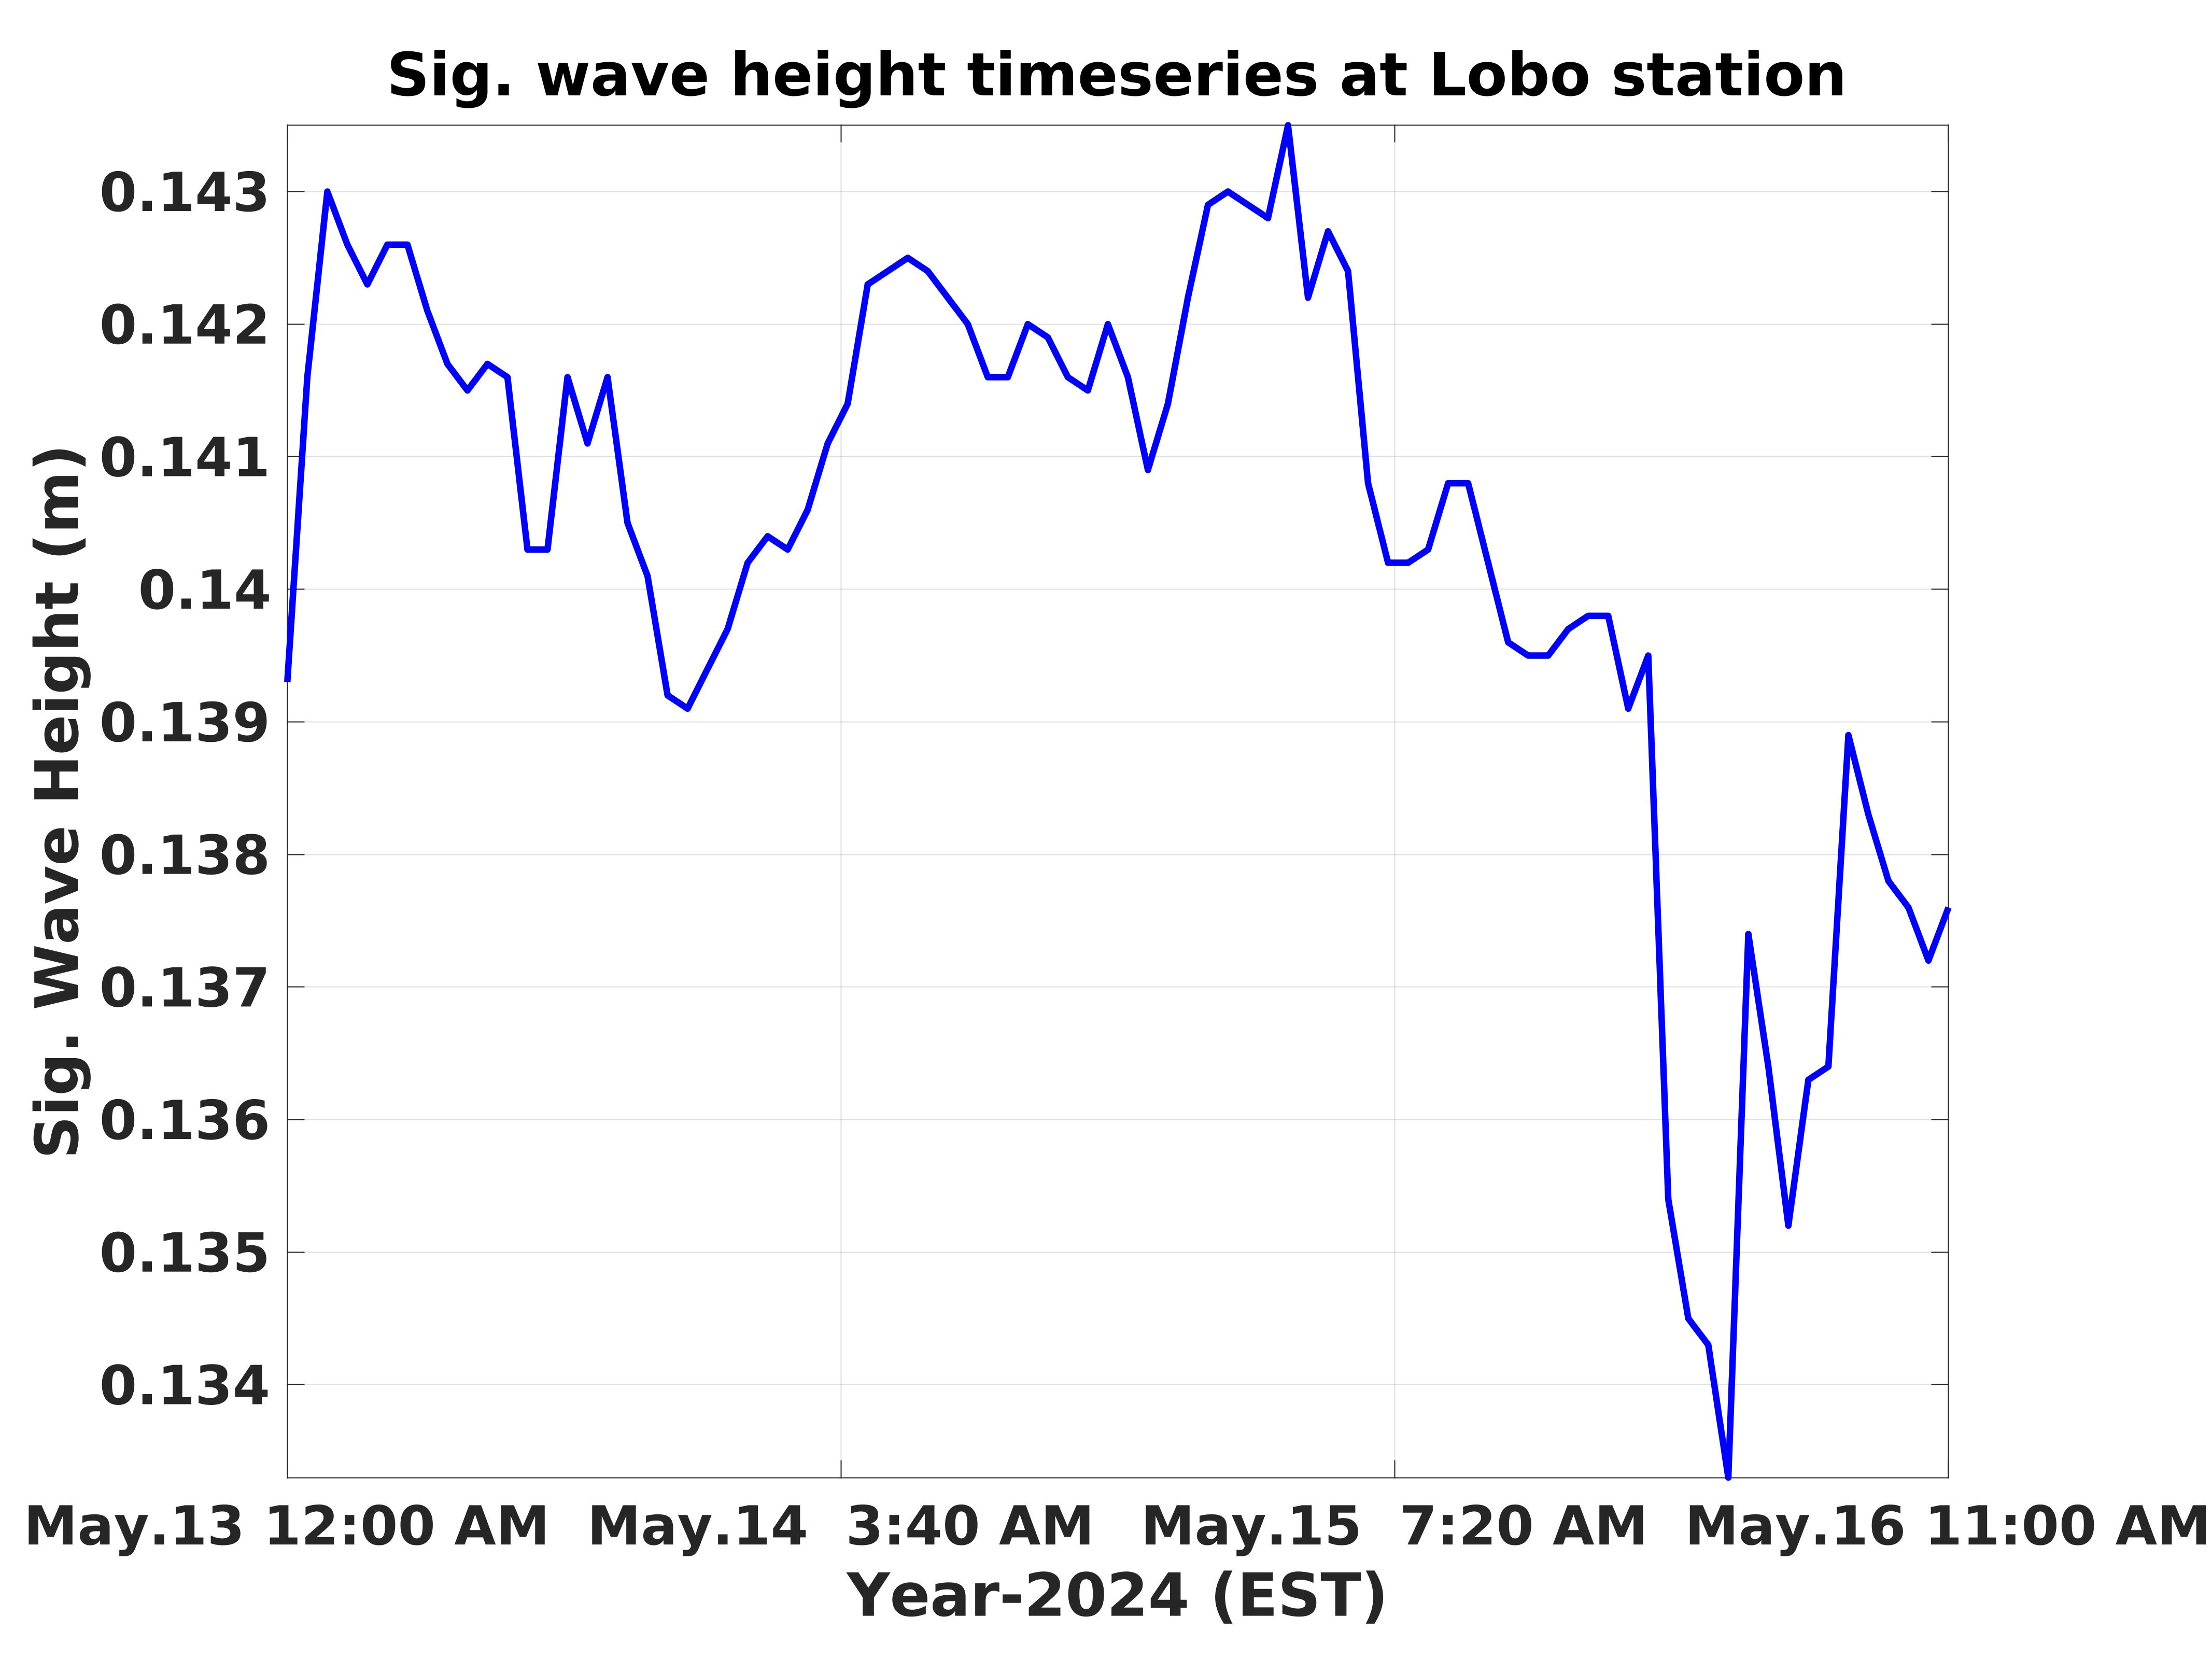 Sig. wave height timeseries at Lobo station
Sig. Wave Height (m)
0.143
0.142
0.141
0.14
0.139
0.138
0.137
0.136
0.135
0.134
May.13 12:00 AM May.14 3:40 AM May.15 7:20 AM May.16 11:00 AM
Year-2024 (EST)